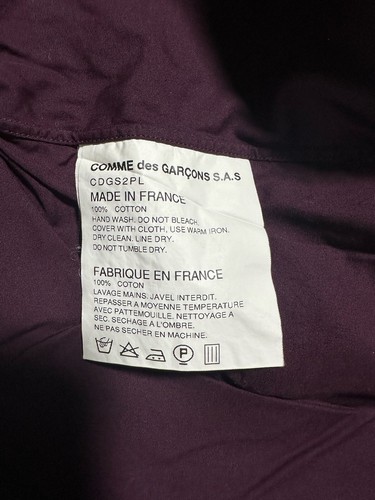 COMME des GARÇONS S.A.S
CDGS2PL
MADE IN FRANCE
100% COTTON
HAND WASH. DO NOT BLEACH.
COVER WITH CLOTH, USE WARM IRON.
DRY CLEAN. LINE DRY.
DO NOT TUMBLE DRY.
FABRIQUE EN FRANCE
100% COTON
LAVAGE MAINS. JAVEL INTERDIT.
REPASSER A MOYENNE TEMPERATURE
AVEC PATTEMOUILLE. NETTOYAGE A
SEC. SECHAGE A L'OMBRE.
NE PAS SECHER EN MACHINE.
P